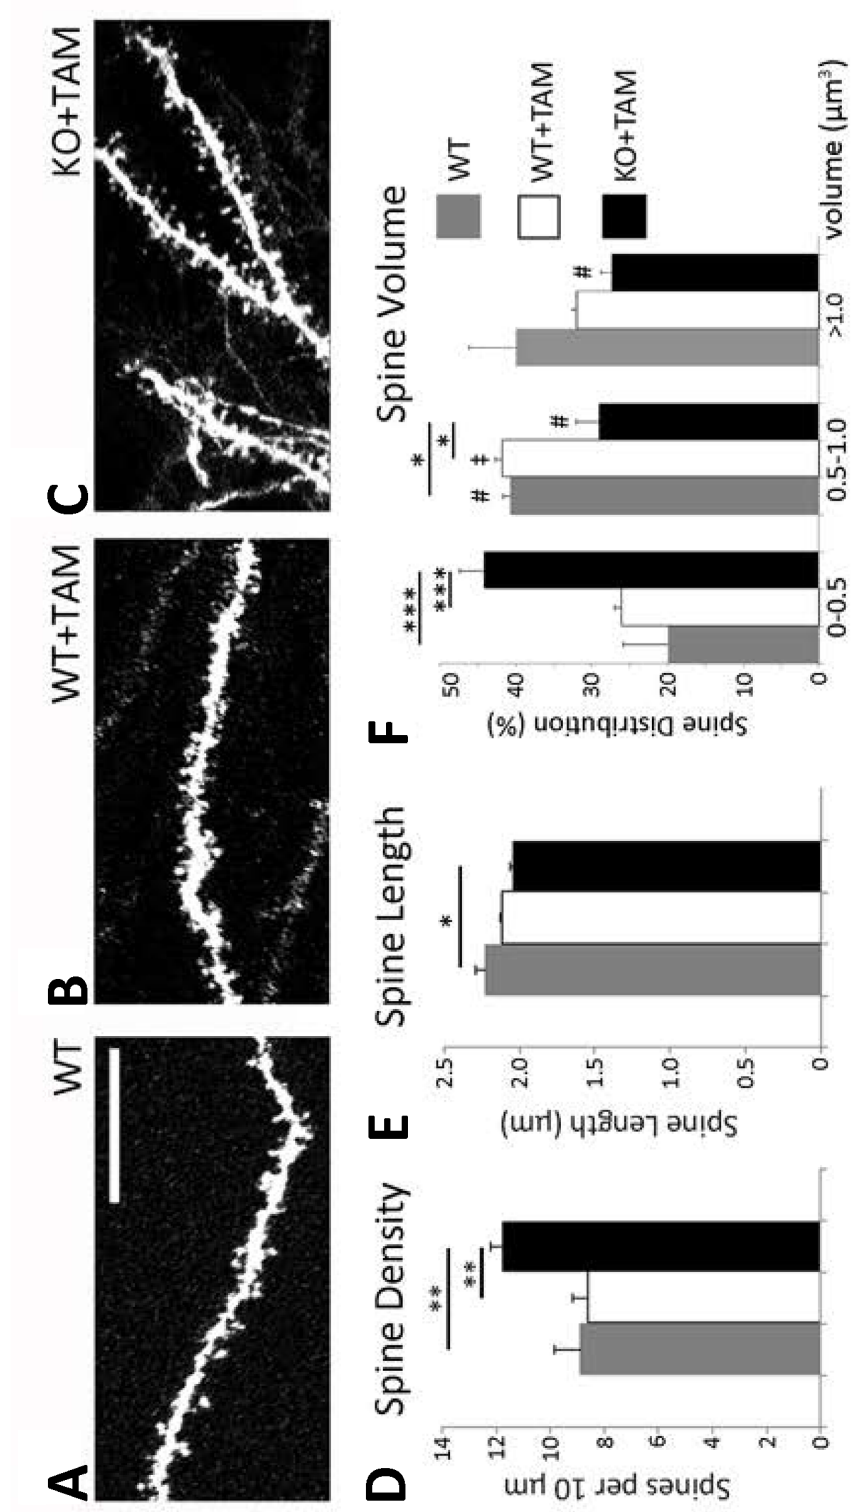 A
WT
B
WT+TAM
C
KO+TAM
D
Spine Density
Spines per 10 µm
14
12
10
8
6
4
2
0
**
**
E
Spine Length
Spine Length (µm)
2.5
2.0
1.5
1.0
0.5
0
*
F
Spine Volume
Spine Distribution (%)
50
40
30
20
10
0
***
***
*
*
#
‡
#
#
0-0.5
0.5-1.0
>1.0
volume (µm³)
WT
WT+TAM
KO+TAM